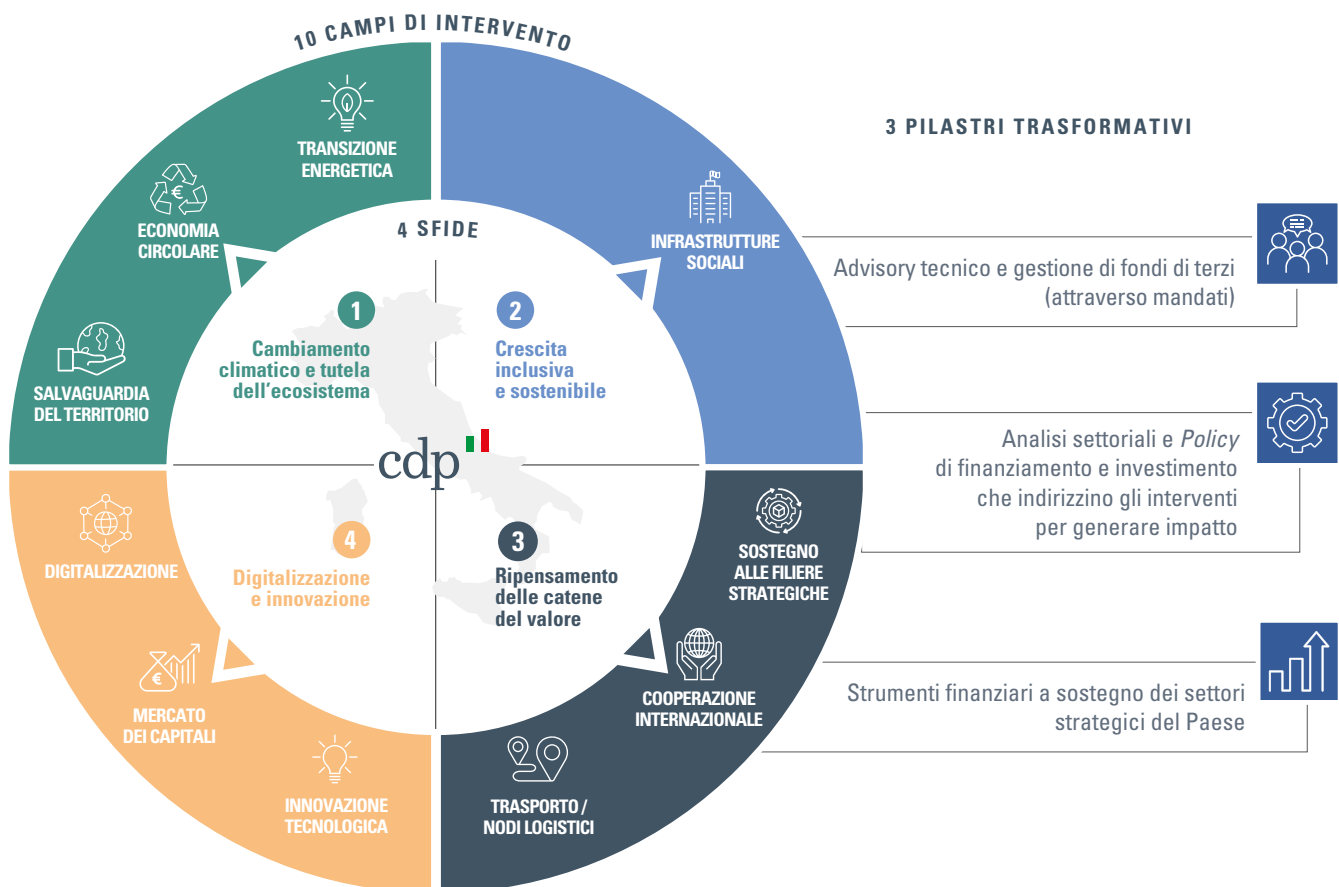 10 CAMPI DI INTERVENTO
TRANSIZIONE
ENERGETICA
ECONOMIA
CIRCOLARE
SALVAGUARDIA
DEL TERRITORIO
INFRASTRUTTURE
SOCIALI
4 SFIDE
1
Cambiamento
climatico e tutela
dell'ecosistema
2
Crescita
inclusiva
e sostenibile
cdp
4
Digitalizzazione
e innovazione
3
Ripensamento
delle catene
del valore
DIGITALIZZAZIONE
€
MERCATO
DEI CAPITALI
INNOVAZIONE
TECNOLOGICA
SOSTEGNO
ALLE FILIERE
STRATEGICHE
COOPERAZIONE
INTERNAZIONALE
TRASPORTO /
NODI LOGISTICI
€
3 PILASTRI TRASFORMATIVI
Advisory tecnico e gestione di fondi di terzi
(attraverso mandati)
Analisi settoriali e Policy
di finanziamento e investimento
che indirizzino gli interventi
per generare impatto
Strumenti finanziari a sostegno dei settori
strategici del Paese